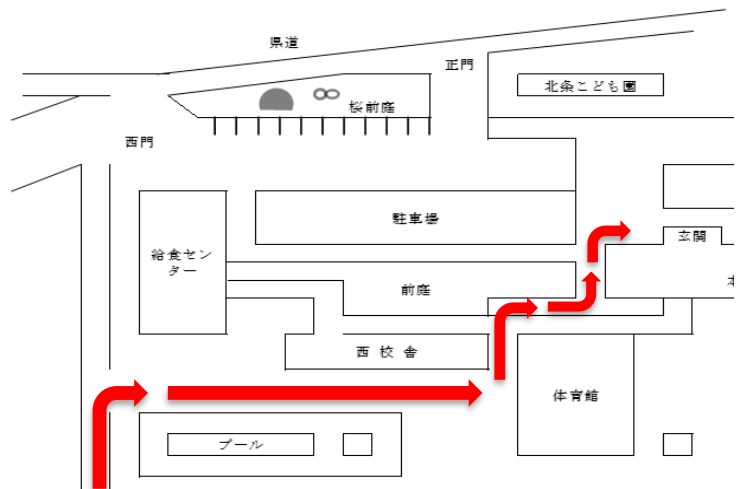 県道
正門
北条こども園
桜前庭
西門
駐車場
玄関
給食セン
ター
本
前庭
西校舎
体育館
プール